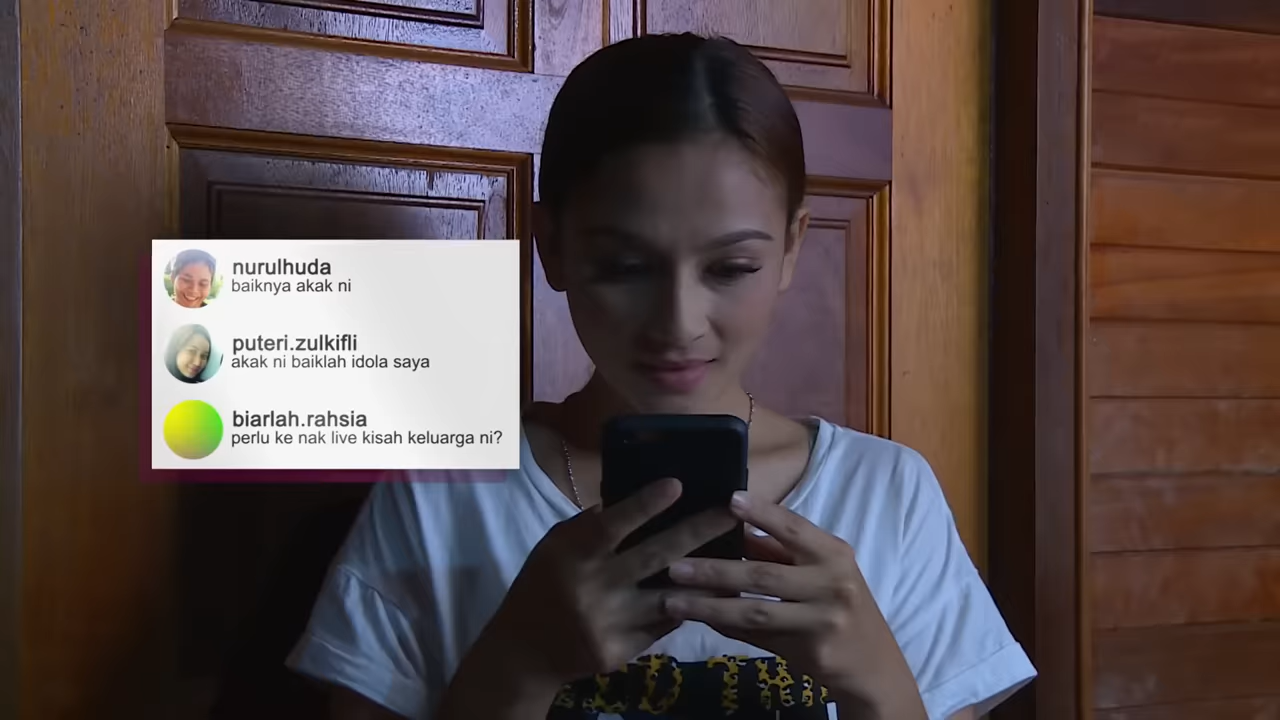 nurulhuda
baiknya akak ni
puteri.zulkifli
akak ni baiklah idola saya
biarlah.rahsia
perlu ke nak live kisah keluarga ni?